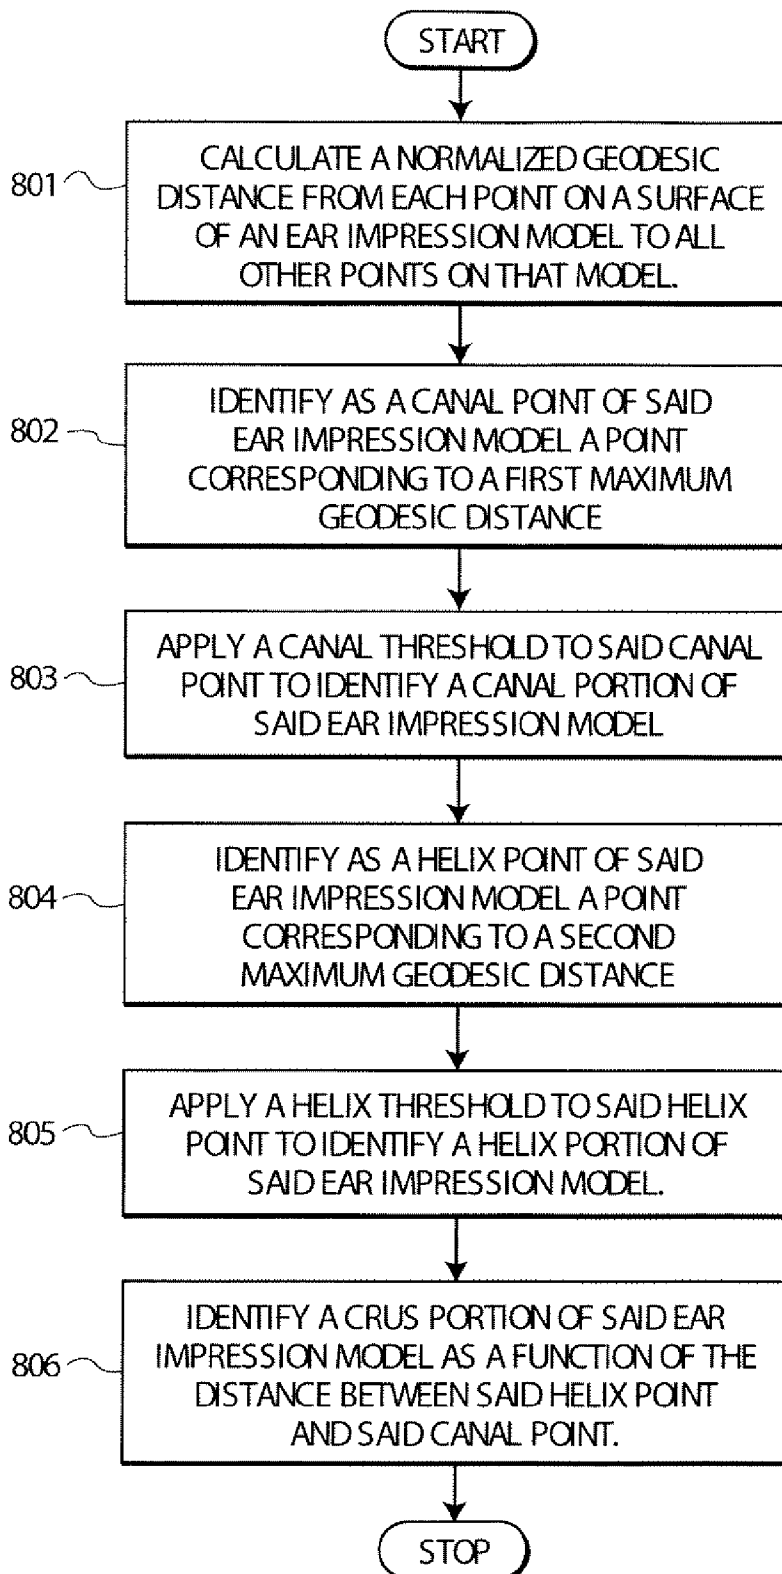 START
801
CALCULATE A NORMALIZED GEODESIC
DISTANCE FROM EACH POINT ON A SURFACE
OF AN EAR IMPRESSION MODEL TO ALL
OTHER POINTS ON THAT MODEL.
802
IDENTIFY AS A CANAL POINT OF SAID
EAR IMPRESSION MODEL A POINT
CORRESPONDING TO A FIRST MAXIMUM
GEODESIC DISTANCE
803
APPLY A CANAL THRESHOLD TO SAID CANAL
POINT TO IDENTIFY A CANAL PORTION OF
SAID EAR IMPRESSION MODEL
804
IDENTIFY AS A HELIX POINT OF SAID
EAR IMPRESSION MODEL A POINT
CORRESPONDING TO A SECOND
MAXIMUM GEODESIC DISTANCE
805
APPLY A HELIX THRESHOLD TO SAID HELIX
POINT TO IDENTIFY A HELIX PORTION OF
SAID EAR IMPRESSION MODEL.
806
IDENTIFY A CRUS PORTION OF SAID EAR
IMPRESSION MODEL AS A FUNCTION OF THE
DISTANCE BETWEEN SAID HELIX POINT
AND SAID CANAL POINT.
STOP